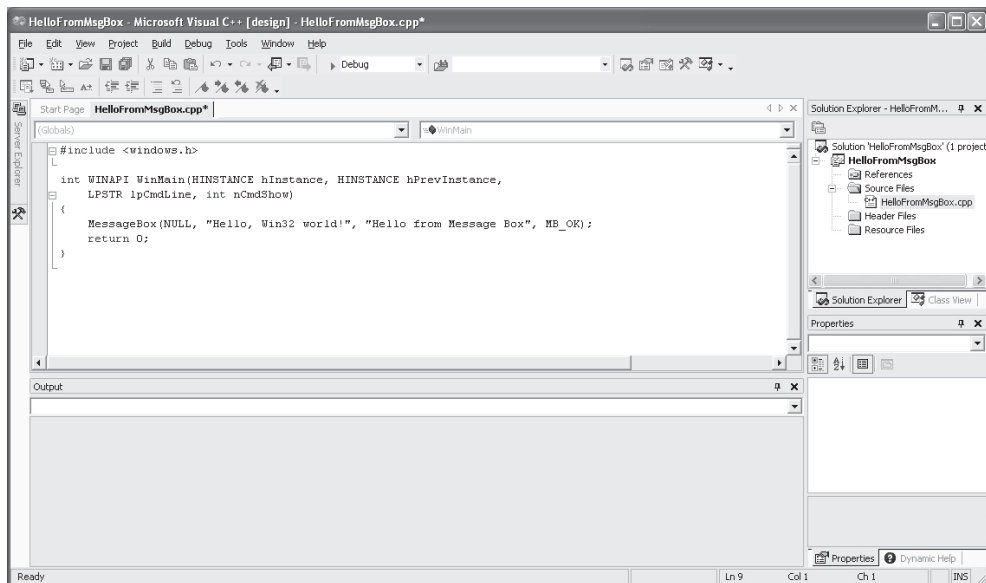 HelloFromMsgBox - Microsoft Visual C++ [design] - HelloFromMsgBox.cpp*
File Edit View Project Build Debug Tools Window Help
Debug
Server Explorer
Start Page HelloFromMsgBox.cpp*
(Globals) WinMain
#include <windows.h>
int WINAPI WinMain(HINSTANCE hInstance, HINSTANCE hPrevInstance,
LPSTR lpCmdLine, int nCmdShow)
{
MessageBox(NULL, "Hello, Win32 world!", "Hello from Message Box", MB_OK);
return 0;
}
Solution Explorer - HelloFromM...
Solution 'HelloFromMsgBox' (1 project
HelloFromMsgBox
References
Source Files
HelloFromMsgBox.cpp
Header Files
Resource Files
Solution Explorer Class View
Properties
Output
Properties Dynamic Help
Ready Ln 9 Col 1 Ch 1 INS